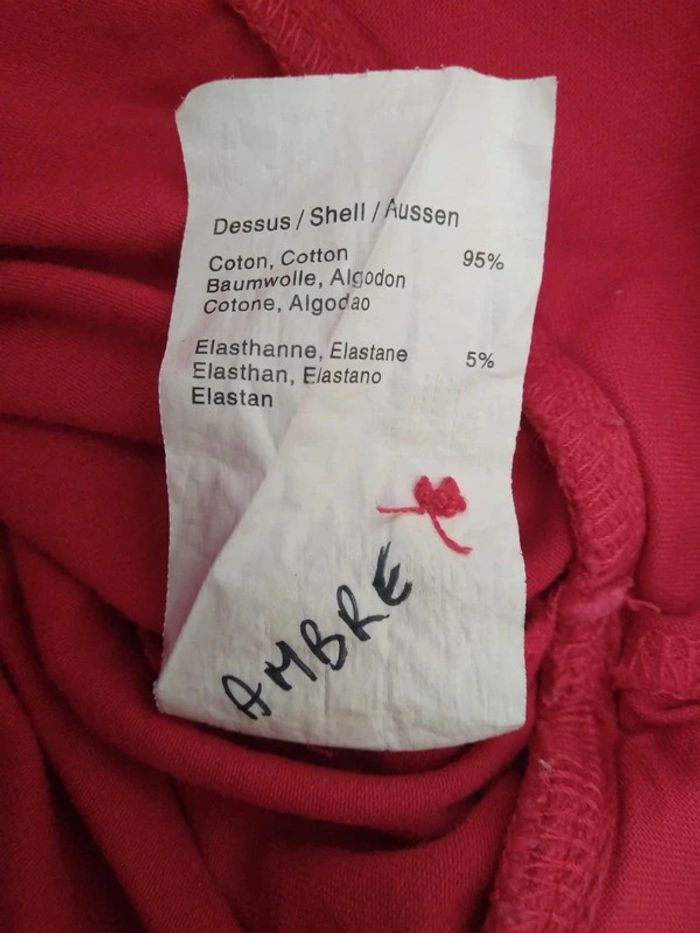 Dessus / Shell / Aussen
Coton, Cotton 95%
Baumwolle, Algodon
Cotone, Algodao
Elasthanne, Elastane 5%
Elasthan, Elastano
Elastan
AMBRE